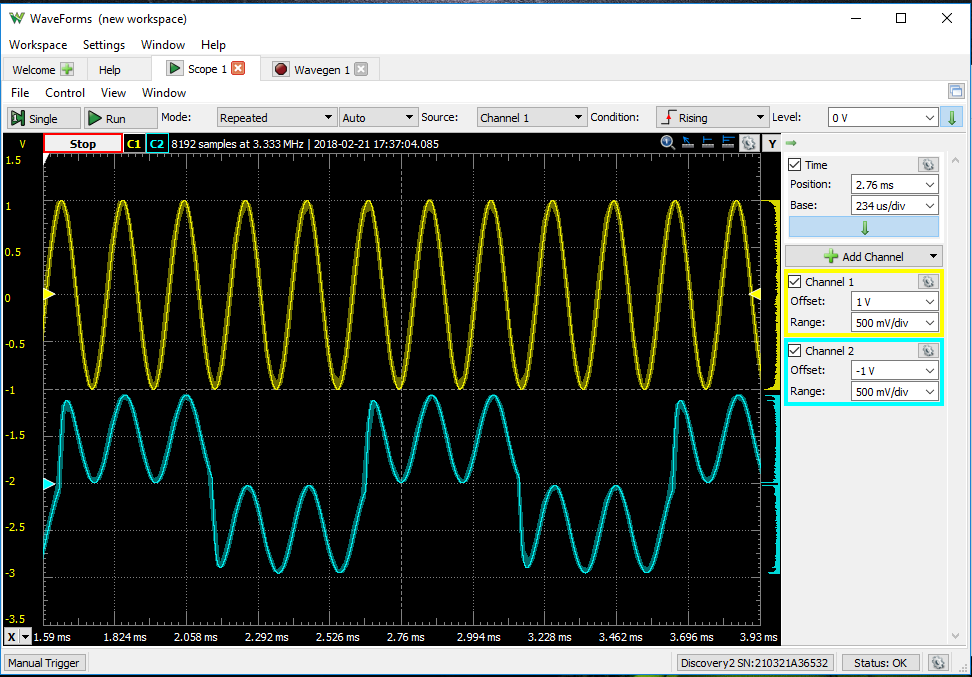 WaveForms (new workspace)
Workspace Settings Window Help
Welcome Help Scope 1 Wavegen 1
File Control View Window
Single Run Mode: Repeated Auto Source: Channel 1 Condition: Rising Level: 0 V
V Stop C1 C2 8192 samples at 3.333 MHz | 2018-02-21 17:37:04.085 Y
1.5
1
0.5
0
-0.5
-1
-1.5
-2
-2.5
-3
-3.5
X 1.59 ms 1.824 ms 2.058 ms 2.292 ms 2.526 ms 2.76 ms 2.994 ms 3.228 ms 3.462 ms 3.696 ms 3.93 ms
Time
Position: 2.76 ms
Base: 234 us/div
Add Channel
Channel 1
Offset: 1 V
Range: 500 mV/div
Channel 2
Offset: -1 V
Range: 500 mV/div
Manual Trigger Discovery2 SN:210321A36532 Status: OK